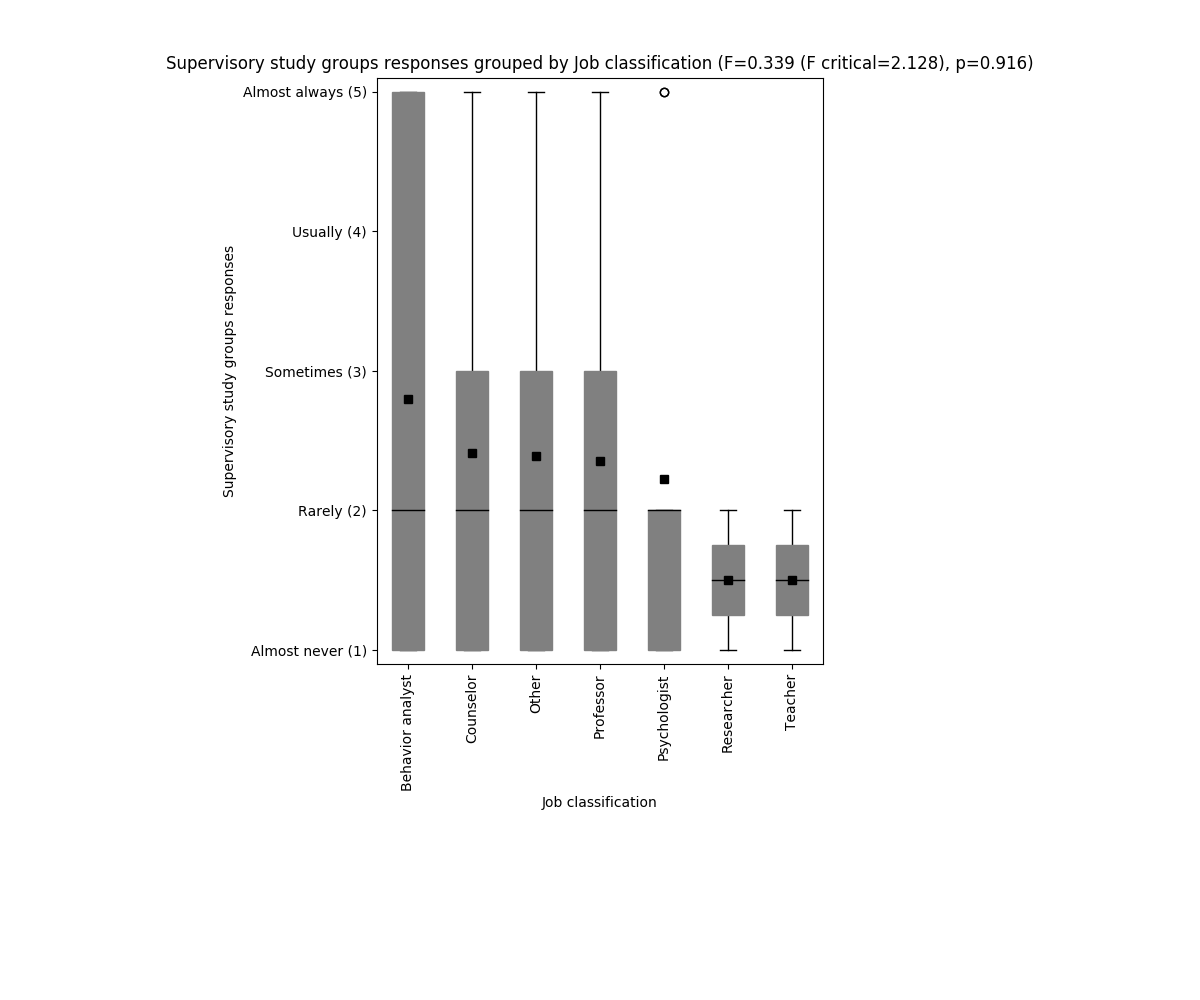 Supervisory study groups responses grouped by Job classification (F=0.339 (F critical=2.128), p=0.916)
Almost always (5)
Usually (4)
Sometimes (3)
Rarely (2)
Almost never (1)
Supervisory study groups responses
Behavior analyst
Counselor
Other
Professor
Psychologist
Researcher
Teacher
Job classification